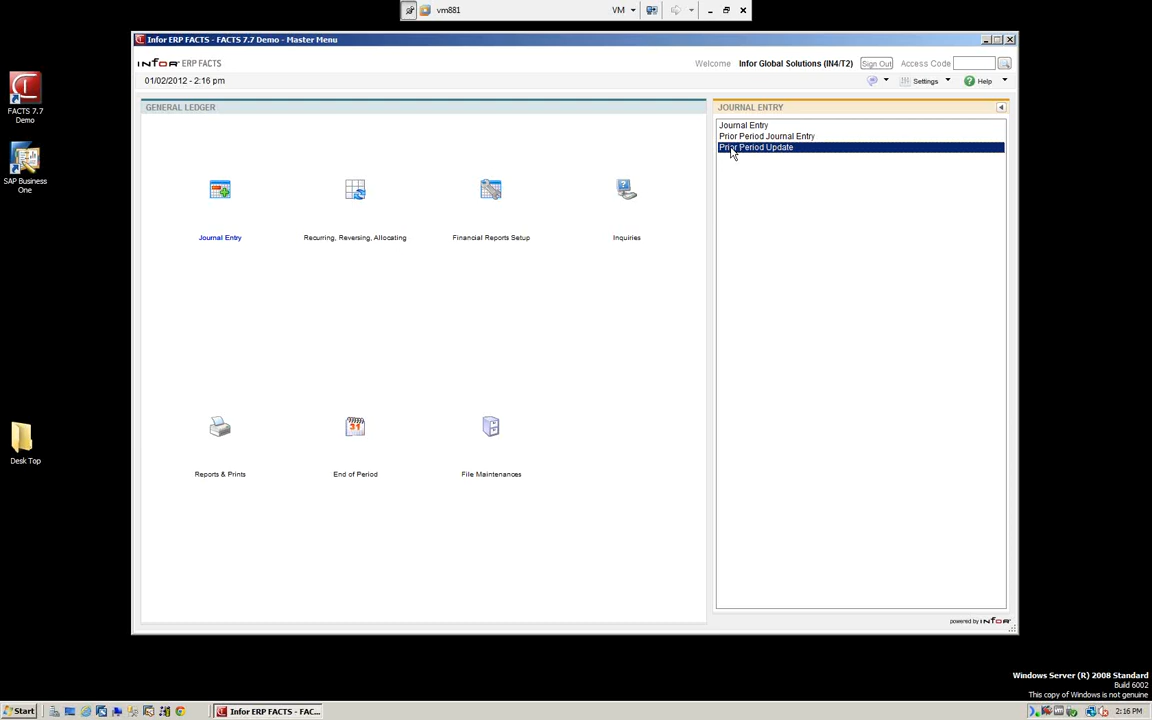 vm881
VM
Infor ERP FACTS - FACTS 7.7 Demo - Master Menu
infor ERP FACTS
Welcome Infor Global Solutions (IN4/T2) Sign Out Access Code
01/02/2012 - 2:16 pm
Settings Help
GENERAL LEDGER
JOURNAL ENTRY
Journal Entry
Prior Period Journal Entry
Prior Period Update
Journal Entry
Recurring, Reversing, Allocating
Financial Reports Setup
Inquiries
31
Reports & Prints
End of Period
File Maintenances
powered by infor
FACTS 7.7
Demo
SAP Business
One
Desk Top
Windows Server (R) 2008 Standard
Build 6002
This copy of Windows is not genuine
Start
Infor ERP FACTS - FAC...
2:16 PM